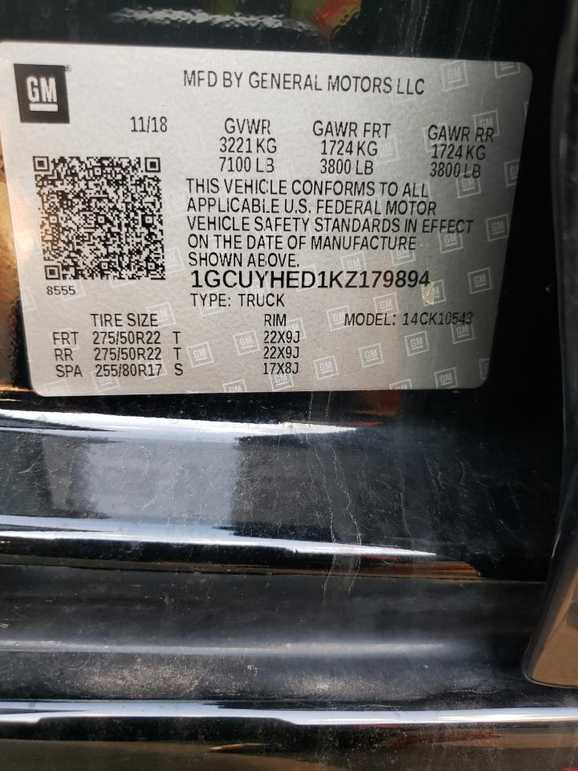 GM
MFD BY GENERAL MOTORS LLC
11/18 GVWR GAWR FRT GAWR RR
3221 KG 1724 KG 1724 KG
7100 LB 3800 LB 3800 LB
THIS VEHICLE CONFORMS TO ALL
APPLICABLE U.S. FEDERAL MOTOR
VEHICLE SAFETY STANDARDS IN EFFECT
ON THE DATE OF MANUFACTURE
SHOWN ABOVE.
8555
1GCUYHED1KZ179894
TYPE: TRUCK
TIRE SIZE RIM MODEL: 14CK10543
FRT 275/50R22 T 22X9J
RR 275/50R22 T 22X9J
SPA 255/80R17 S 17X8J